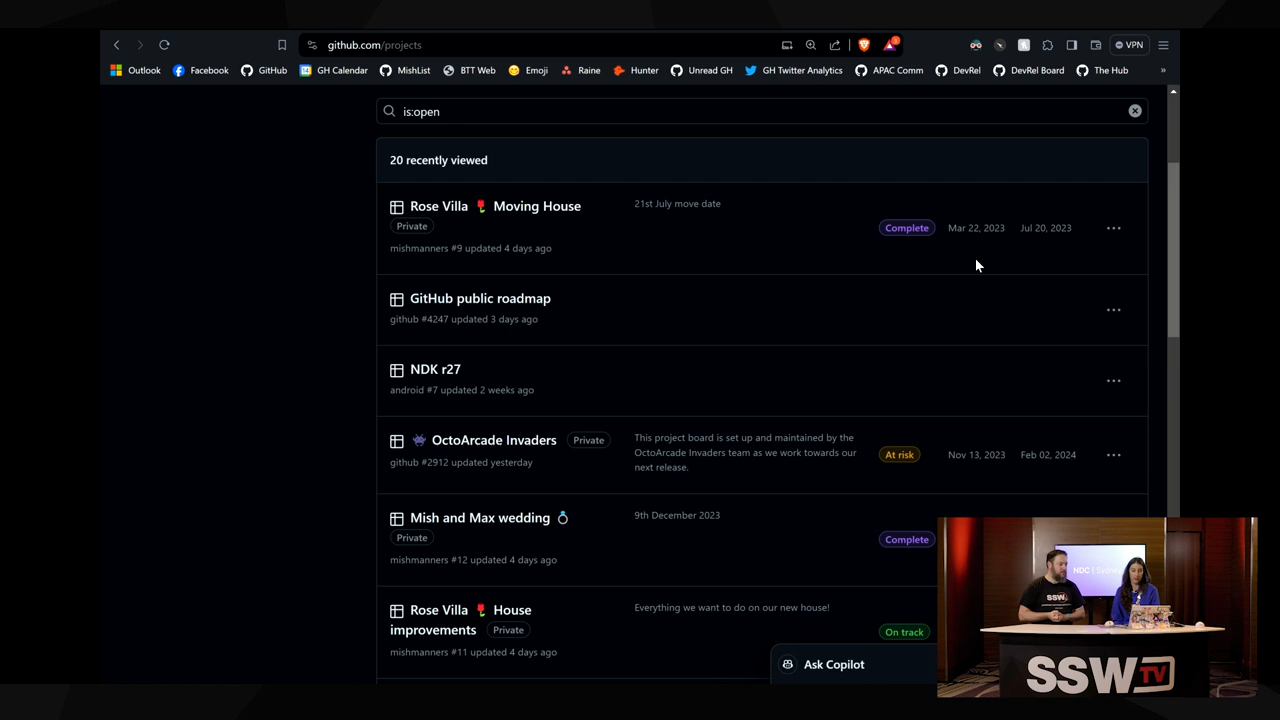 github.com/projects
VPN
Outlook
Facebook
GitHub
GH Calendar
MishList
BTT Web
Emoji
Raine
Hunter
Unread GH
GH Twitter Analytics
APAC Comm
DevRel
DevRel Board
The Hub
»
is:open
20 recently viewed
Rose Villa 🌷 Moving House
Private
mishmanners #9 updated 4 days ago
21st July move date
Complete
Mar 22, 2023
Jul 20, 2023
GitHub public roadmap
github #4247 updated 3 days ago
NDK r27
android #7 updated 2 weeks ago
👾 OctoArcade Invaders
Private
github #2912 updated yesterday
This project board is set up and maintained by the
OctoArcade Invaders team as we work towards our
next release.
At risk
Nov 13, 2023
Feb 02, 2024
Mish and Max wedding 💍
Private
mishmanners #12 updated 4 days ago
9th December 2023
Complete
Rose Villa 🌷 House
improvements
Private
mishmanners #11 updated 4 days ago
Everything we want to do on our new house!
On track
Ask Copilot
NDC | Sydney
SSW
SSW TV